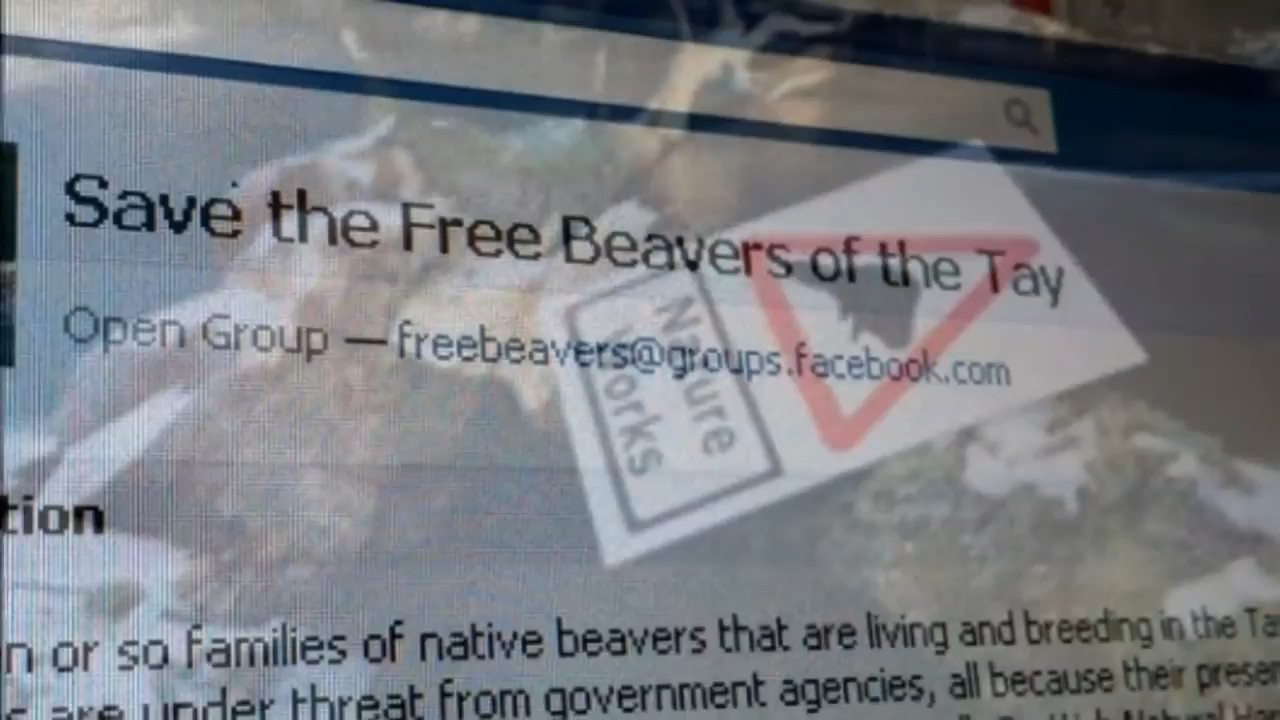 Save the Free Beavers of the Tay
Open Group — freebeavers@groups.facebook.com
Nature
Works
tion
n or so families of native beavers that are living and breeding in the Ta
are under threat from government agencies, all because their presen